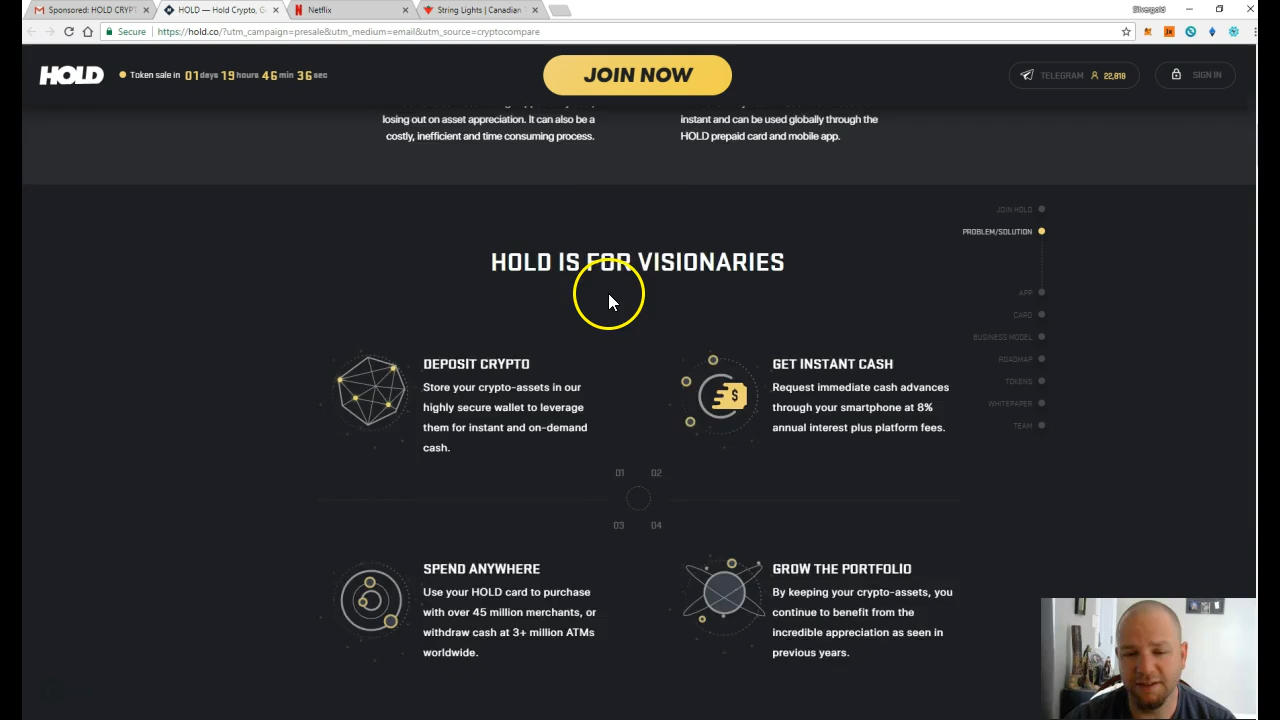 Sponsored: HOLD CRYPT
HOLD — Hold Crypto, G
Netflix
String Lights | Canadian T
Silverpold
Secure
https://hold.co/?utm_campaign=presale&utm_medium=email&utm_source=cryptocompare
HOLD
Token sale in 01 days 19 hours 46 min 36 sec
JOIN NOW
TELEGRAM 22,818
SIGN IN
losing out on asset appreciation. It can also be a
costly, inefficient and time consuming process.
instant and can be used globally through the
HOLD prepaid card and mobile app.
JOIN HOLD
PROBLEM/SOLUTION
APP
CARD
BUSINESS MODEL
ROADMAP
TOKENS
WHITEPAPER
TEAM
HOLD IS FOR VISIONARIES
DEPOSIT CRYPTO
Store your crypto-assets in our
highly secure wallet to leverage
them for instant and on-demand
cash.
GET INSTANT CASH
Request immediate cash advances
through your smartphone at 8%
annual interest plus platform fees.
01 02
03 04
SPEND ANYWHERE
Use your HOLD card to purchase
with over 45 million merchants, or
withdraw cash at 3+ million ATMs
worldwide.
GROW THE PORTFOLIO
By keeping your crypto-assets, you
continue to benefit from the
incredible appreciation as seen in
previous years.